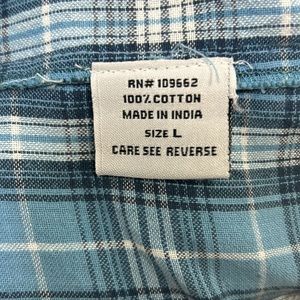 RN# 109662
100% COTTON
MADE IN INDIA
SIZE L
CARE SEE REVERSE